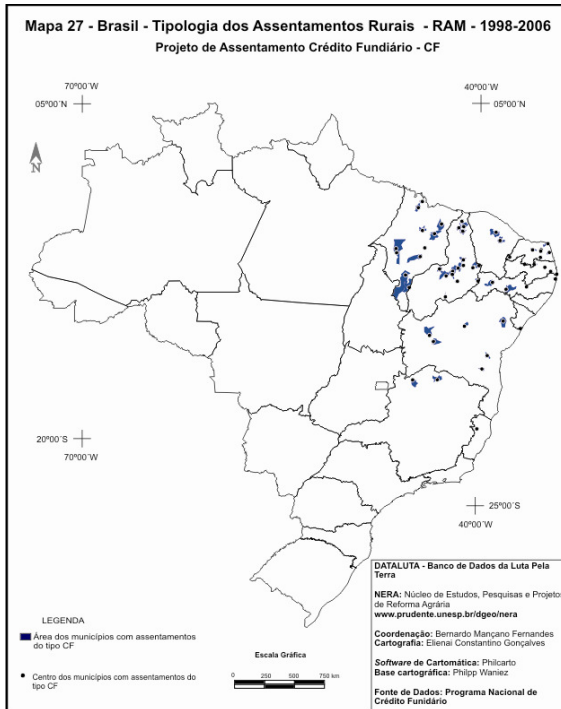 Mapa 27 - Brasil - Tipologia dos Assentamentos Rurais - RAM - 1998-2006
Projeto de Assentamento Crédito Fundiário - CF
70º00´W
05º00´N
40º00´W
05º00´N
N
20º00´S
70º00´W
25º00´S
40º00´W
LEGENDA
Área dos municípios com assentamentos
do tipo CF
Centro dos municípios com assentamentos do
tipo CF
Escala Gráfica
0 250 500 750 km
DATALUTA - Banco de Dados da Luta Pela
Terra
NERA: Núcleo de Estudos, Pesquisas e Projetos
de Reforma Agrária
www.prudente.unesp.br/dgeo/nera
Coordenação: Bernardo Mançano Fernandes
Cartografia: Elienai Constantino Gonçalves
Software de Cartomática: Philcarto
Base cartográfica: Philpp Waniez
Fonte de Dados: Programa Nacional de
Crédito Funidário